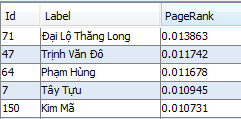 Id Label PageRank
71 Đại Lộ Thăng Long 0.013863
47 Trịnh Văn Đô 0.011742
64 Phạm Hùng 0.011678
7 Tây Tựu 0.010945
150 Kim Mã 0.010731